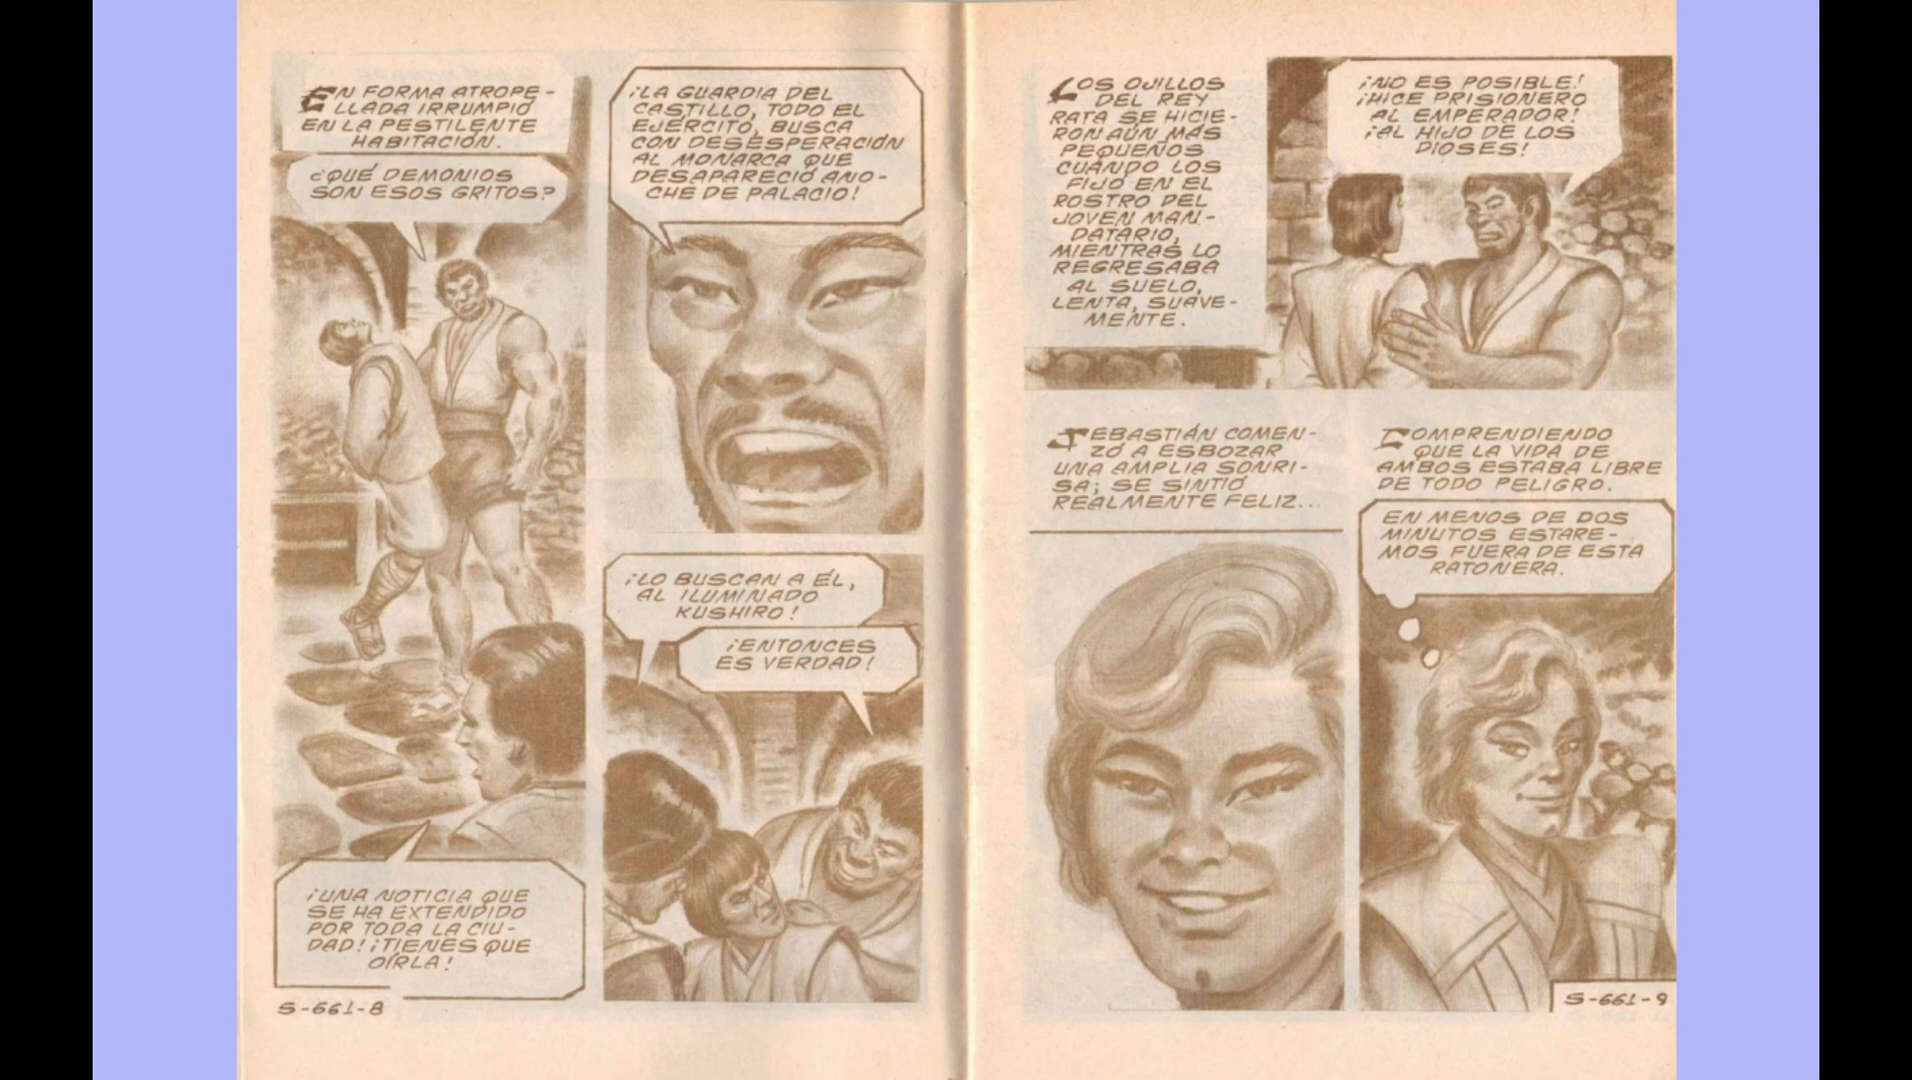 EN FORMA ATROPE-
LLADA IRRUMPIÓ
EN LA PESTILENTE
HABITACIÓN.
¿QUÉ DEMONIOS
SON ESOS GRITOS?
¡UNA NOTICIA QUE
SE HA EXTENDIDO
POR TODA LA CIU-
DAD! ¡TIENES QUE
OÍRLA!
S-661-8
¡LA GUARDIA DEL
CASTILLO, TODO EL
EJÉRCITO, BUSCA
CON DESESPERACIÓN
AL MONARCA QUE
DESAPARECIÓ ANO-
CHE DE PALACIO!
¡LO BUSCAN A ÉL,
AL ILUMINADO
KUSHIRO!
¡ENTONCES
ES VERDAD!
LOS OJILLOS
DEL REY
RATA SE HICIE-
RON AÚN MÁS
PEQUEÑOS
CUANDO LOS
FIJÓ EN EL
ROSTRO DEL
JOVEN MAN-
DATARIO,
MIENTRAS LO
REGRESABA
AL SUELO,
LENTA, SUAVE-
MENTE.
¡NO ES POSIBLE!
¡HICE PRISIONERO
AL EMPERADOR!
¡AL HIJO DE LOS
DIOSES!
SEBASTIÁN COMEN-
ZÓ A ESBOZAR
UNA AMPLIA SONRI-
SA; SE SINTIÓ
REALMENTE FELIZ...
COMPRENDIENDO
QUE LA VIDA DE
AMBOS ESTABA LIBRE
DE TODO PELIGRO.
EN MENOS DE DOS
MINUTOS ESTARE-
MOS FUERA DE ESTA
RATONERA.
S-661-9